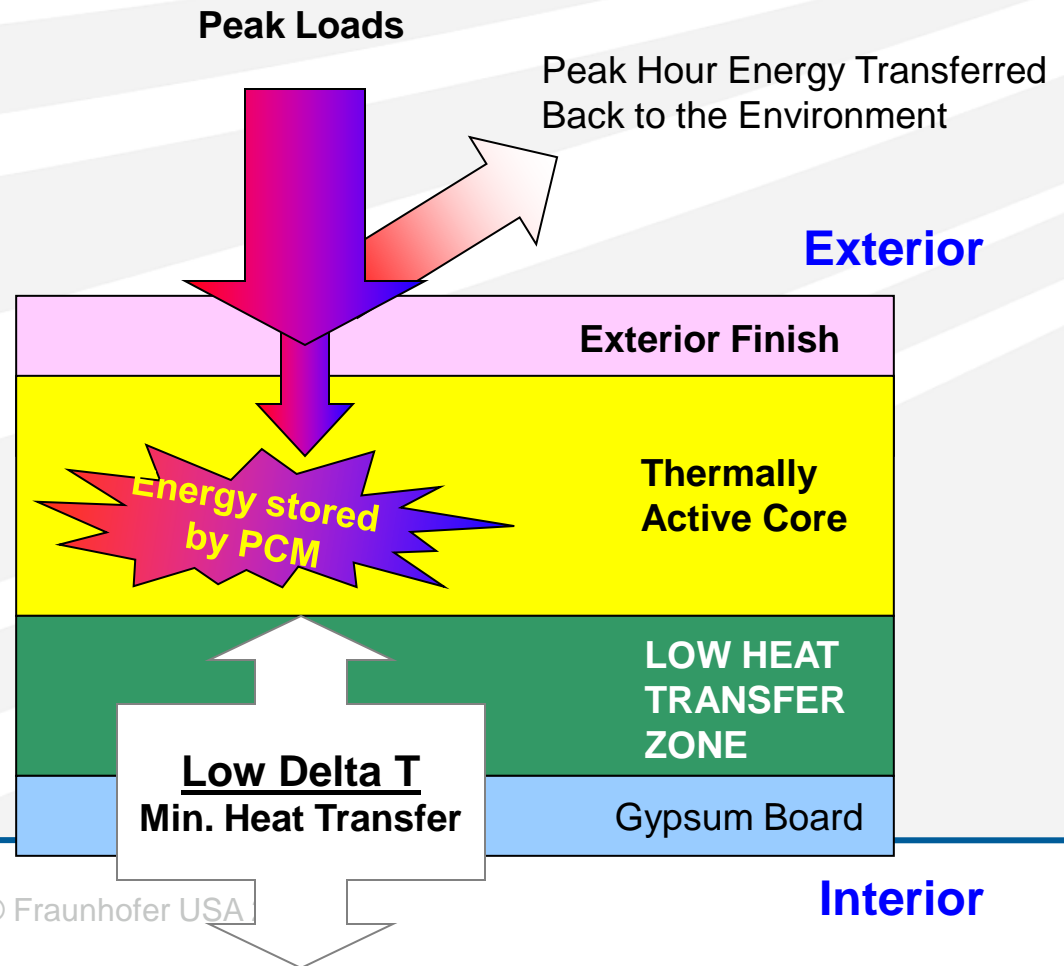 Peak Loads
Peak Hour Energy Transferred
Back to the Environment
Exterior
Exterior Finish
Energy stored
by PCM
Thermally
Active Core
LOW HEAT
TRANSFER
ZONE
Low Delta T
Min. Heat Transfer
Gypsum Board
Interior
© Fraunhofer USA